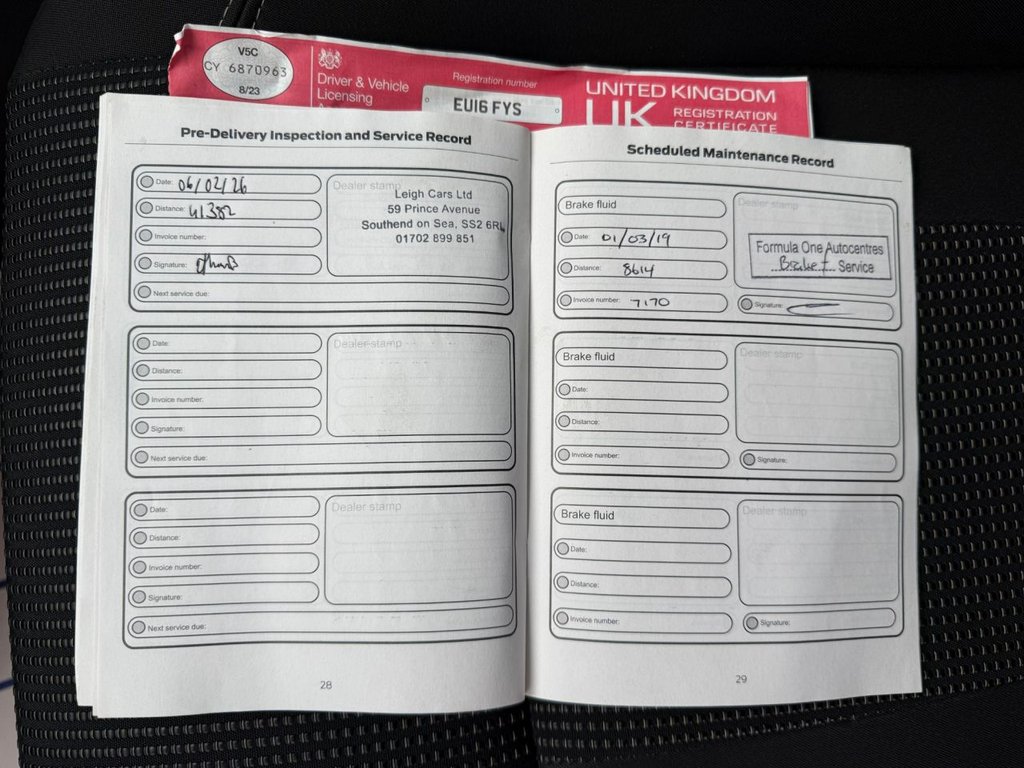 V5C
CY 6870963
8/23
Driver & Vehicle
Licensing
Registration number
EU16 FYS
UNITED KINGDOM
UK
REGISTRATION
CERTIFICATE
Pre-Delivery Inspection and Service Record
Date: 06/02/26
Distance: 41382
Invoice number:
Signature:
Next service due:
Dealer stamp
Leigh Cars Ltd
59 Prince Avenue
Southend on Sea, SS2 6RL
01702 899 851
Date:
Distance:
Invoice number:
Signature:
Next service due:
Dealer stamp
Date:
Distance:
Invoice number:
Signature:
Next service due:
Dealer stamp
28
Scheduled Maintenance Record
Brake fluid
Date: 01/03/19
Distance: 8614
Invoice number: 7170
Dealer stamp
Formula One Autocentres
Brake F Service
Signature:
Brake fluid
Date:
Distance:
Invoice number:
Dealer stamp
Signature:
Brake fluid
Date:
Distance:
Invoice number:
Dealer stamp
Signature:
29